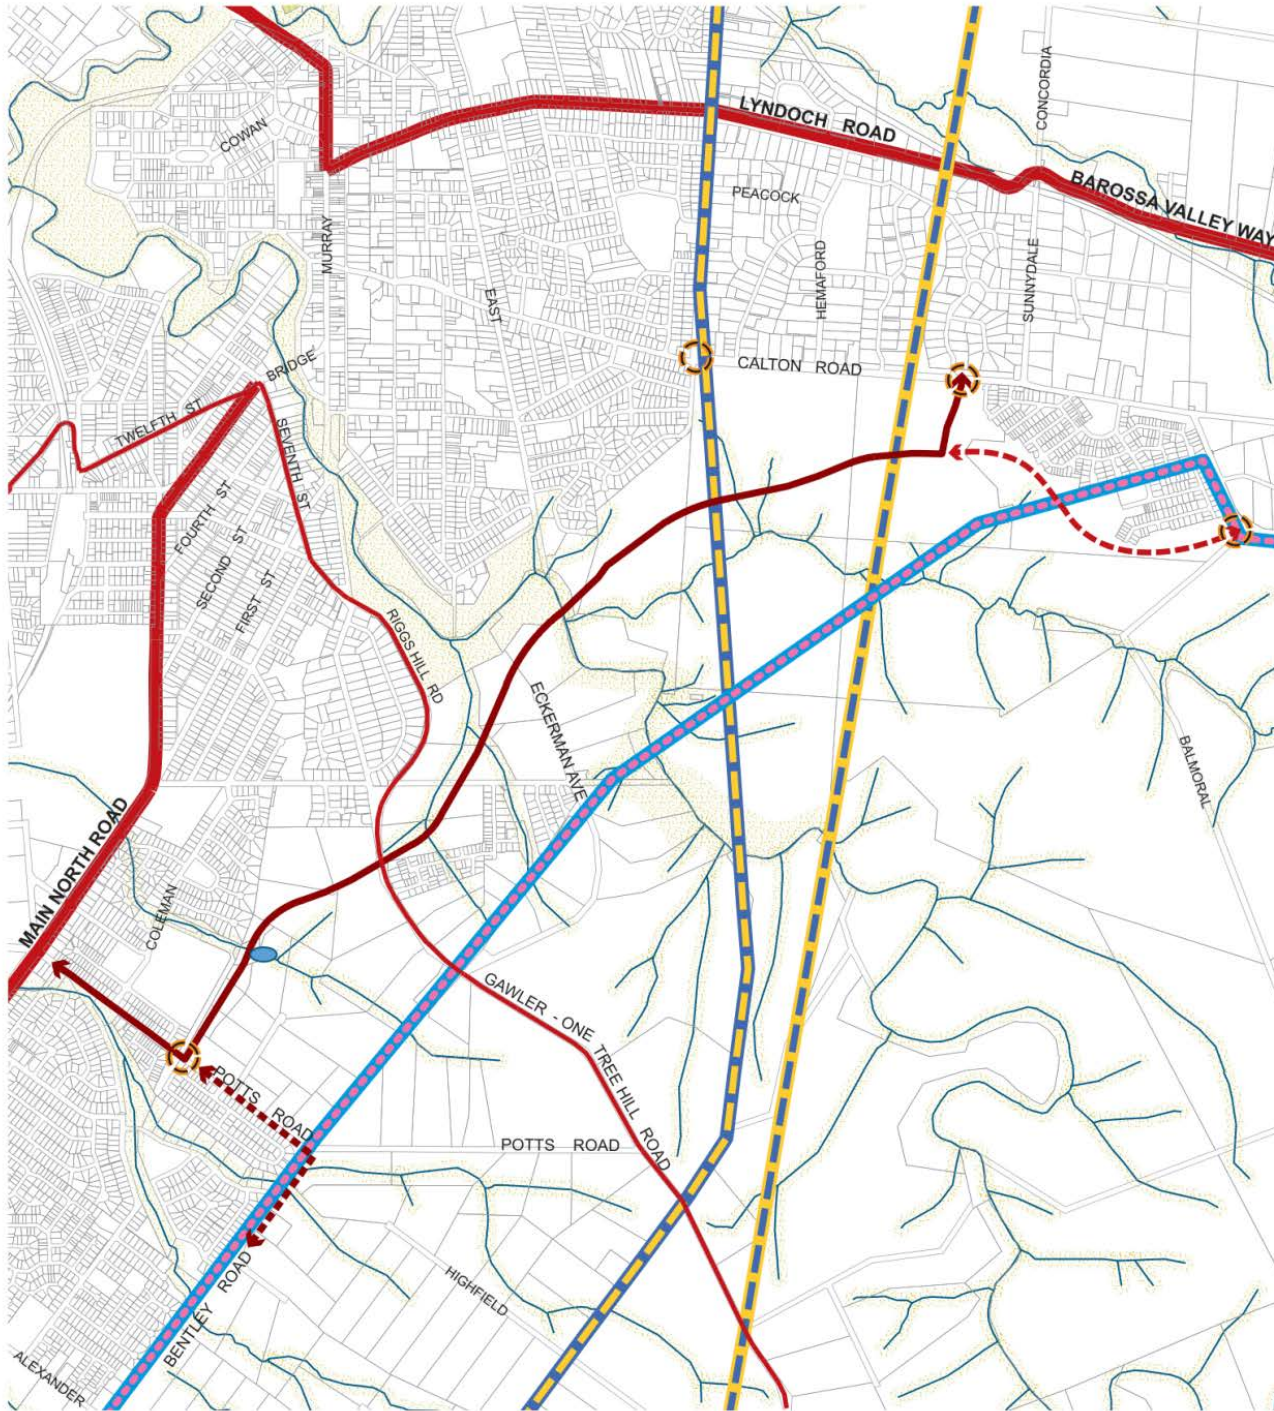 CONCORDIA
LYNDOCH ROAD
COWAN
BAROSSA VALLEY WAY
PEACOCK
MURRAY
HEMAFORD
SUNNYDALE
EAST
BRIDGE
CALTON ROAD
TWELFTH ST
SEVENTH ST
FOURTH ST
SECOND ST
FIRST ST
RIGGS HILL RD
ECKERMAN AVE
BALMORAL
MAIN NORTH ROAD
COLEMAN
GAWLER - ONE TREE HILL ROAD
POTTS ROAD
POTTS ROAD
HIGHFIELD
BENTLEY ROAD
ALEXANDER